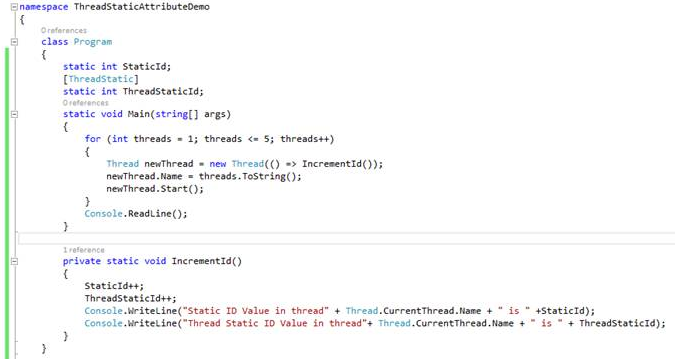 namespace ThreadStaticAttributeDemo
{
0 references
class Program
{
static int StaticId;
[ThreadStatic]
static int ThreadStaticId;
0 references
static void Main(string[] args)
{
for (int threads = 1; threads <= 5; threads++)
{
Thread newThread = new Thread(() => IncrementId());
newThread.Name = threads.ToString();
newThread.Start();
}
Console.ReadLine();
}
1 reference
private static void IncrementId()
{
StaticId++;
ThreadStaticId++;
Console.WriteLine("Static ID Value in thread" + Thread.CurrentThread.Name + " is " +StaticId);
Console.WriteLine("Thread Static ID Value in thread"+ Thread.CurrentThread.Name + " is " + ThreadStaticId);
}
}